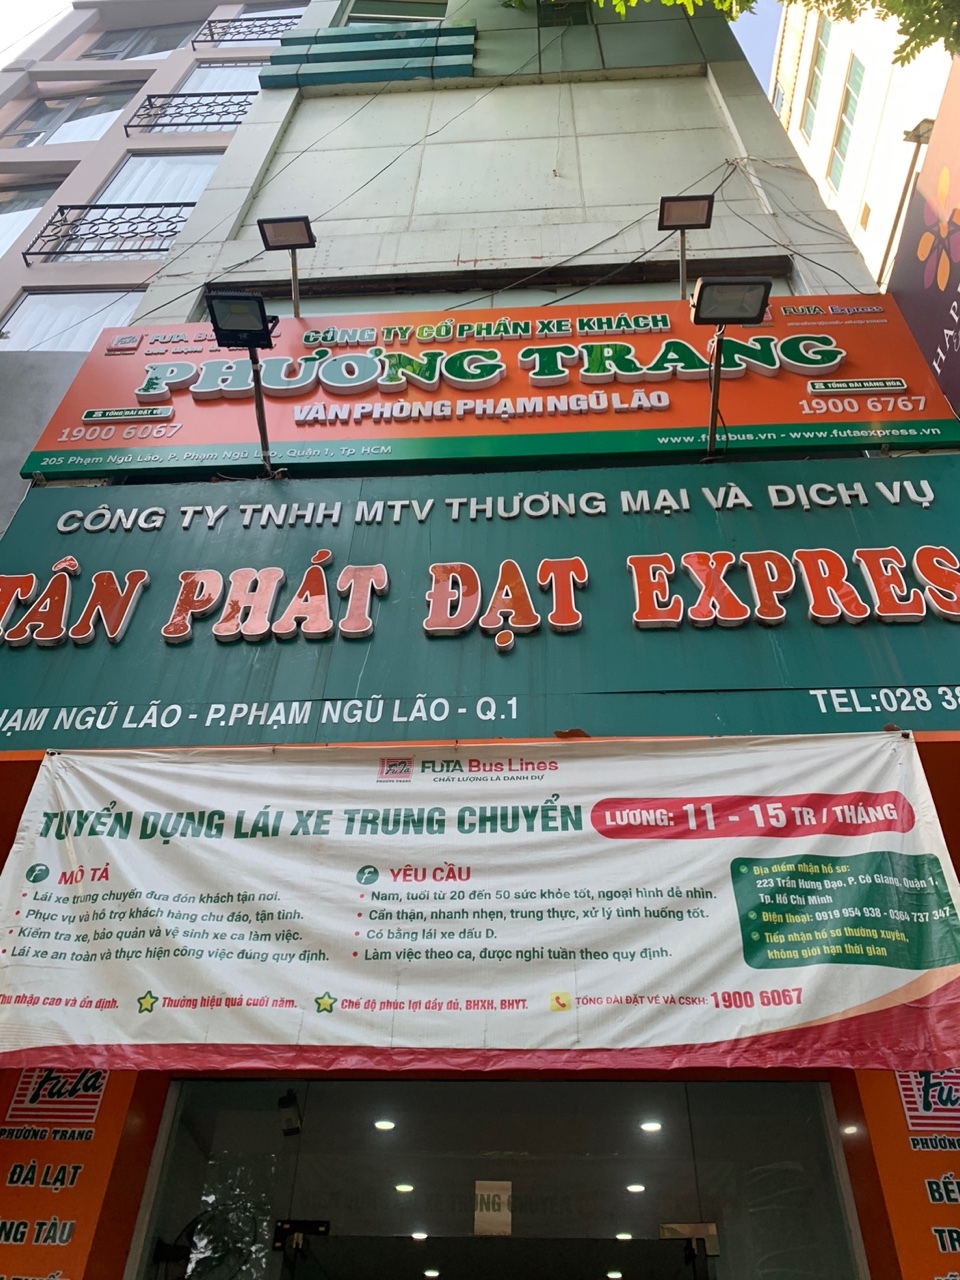 FUTA
CÔNG TY CỔ PHẦN XE KHÁCH
FUTA Express
PHƯƠNG TRANG
VĂN PHÒNG PHẠM NGŨ LÃO
TỔNG ĐÀI ĐẶT VÉ
1900 6067
TỔNG ĐÀI HÀNG HÓA
1900 6767
205 Phạm Ngũ Lão, P. Phạm Ngũ Lão, Quận 1, Tp HCM
www.futabus.vn - www.futaexpress.vn
CÔNG TY TNHH MTV THƯƠNG MẠI VÀ DỊCH VỤ
TÂN PHÁT ĐẠT EXPRES
HẠM NGŨ LÃO - P.PHẠM NGŨ LÃO - Q.1
TEL:028 38
FUTA Bus Lines
CHẤT LƯỢNG LÀ DANH DỰ
FuTa
PHƯƠNG TRANG
TUYỂN DỤNG LÁI XE TRUNG CHUYỂN
LƯƠNG: 11 - 15 TR / THÁNG
MÔ TẢ
• Lái xe trung chuyển đưa đón khách tận nơi.
• Phục vụ và hỗ trợ khách hàng chu đáo, tận tình.
• Kiểm tra xe, bảo quản và vệ sinh xe ca làm việc.
• Lái xe an toàn và thực hiện công việc đúng quy định.
YÊU CẦU
• Nam, tuổi từ 20 đến 50 sức khỏe tốt, ngoại hình dễ nhìn.
• Cẩn thận, nhanh nhẹn, trung thực, xử lý tình huống tốt.
• Có bằng lái xe dấu D.
• Làm việc theo ca, được nghỉ tuần theo quy định.
Địa điểm nhận hồ sơ:
223 Trần Hưng Đạo, P. Cô Giang, Quận 1,
Tp. Hồ Chí Minh
Điện thoại: 0919 954 938 - 0364 737 347
Tiếp nhận hồ sơ thường xuyên,
không giới hạn thời gian
Thu nhập cao và ổn định.
Thưởng hiệu quả cuối năm.
Chế độ phúc lợi đầy đủ, BHXH, BHYT.
TỔNG ĐÀI ĐẶT VÉ VÀ CSKH: 1900 6067
FuTa
PHƯƠNG TRANG
ĐÀ LẠT
NG TÀU
Fu
PHƯƠN
BẾ
TR
HAP